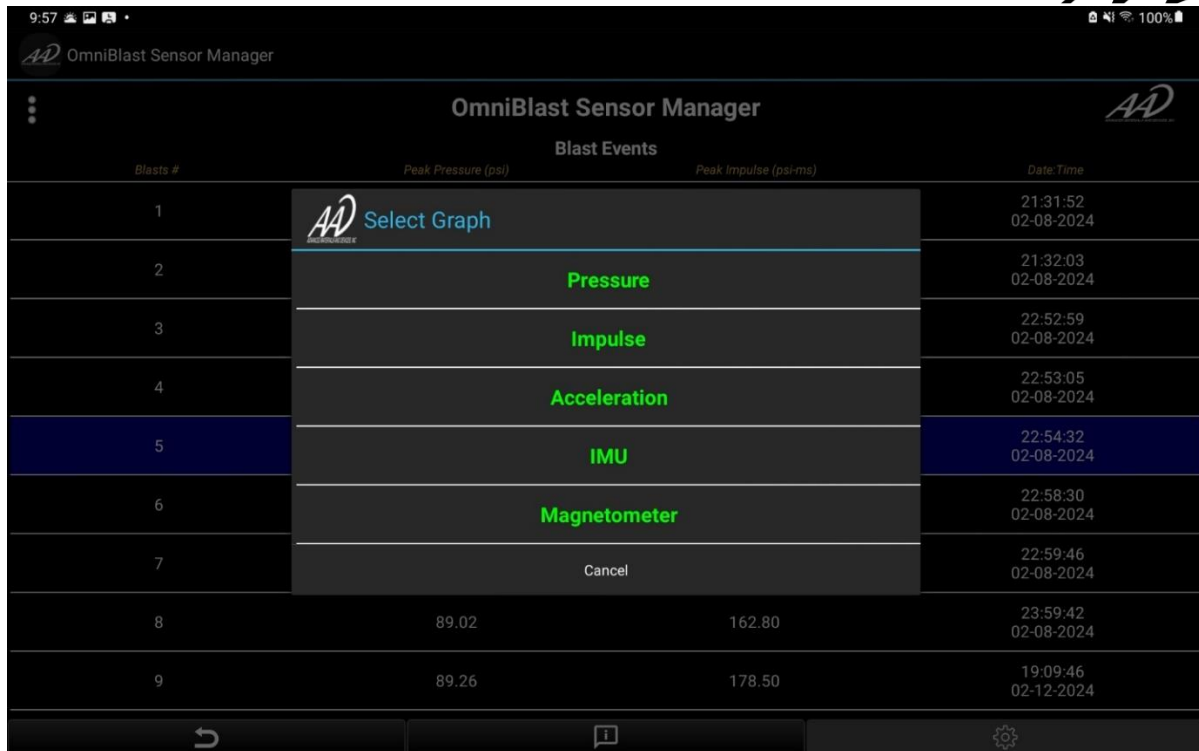 9:57
100%
AAD OmniBlast Sensor Manager
OmniBlast Sensor Manager
AAD
Blast Events
Blasts # Peak Pressure (psi) Peak Impulse (psi-ms) Date:Time
1 21:31:52
02-08-2024
AAD Select Graph
2 21:32:03
02-08-2024
Pressure
3 22:52:59
02-08-2024
Impulse
4 22:53:05
02-08-2024
Acceleration
5 22:54:32
02-08-2024
IMU
6 22:58:30
02-08-2024
Magnetometer
7 22:59:46
02-08-2024
Cancel
8 89.02 162.80 23:59:42
02-08-2024
9 89.26 178.50 19:09:46
02-12-2024